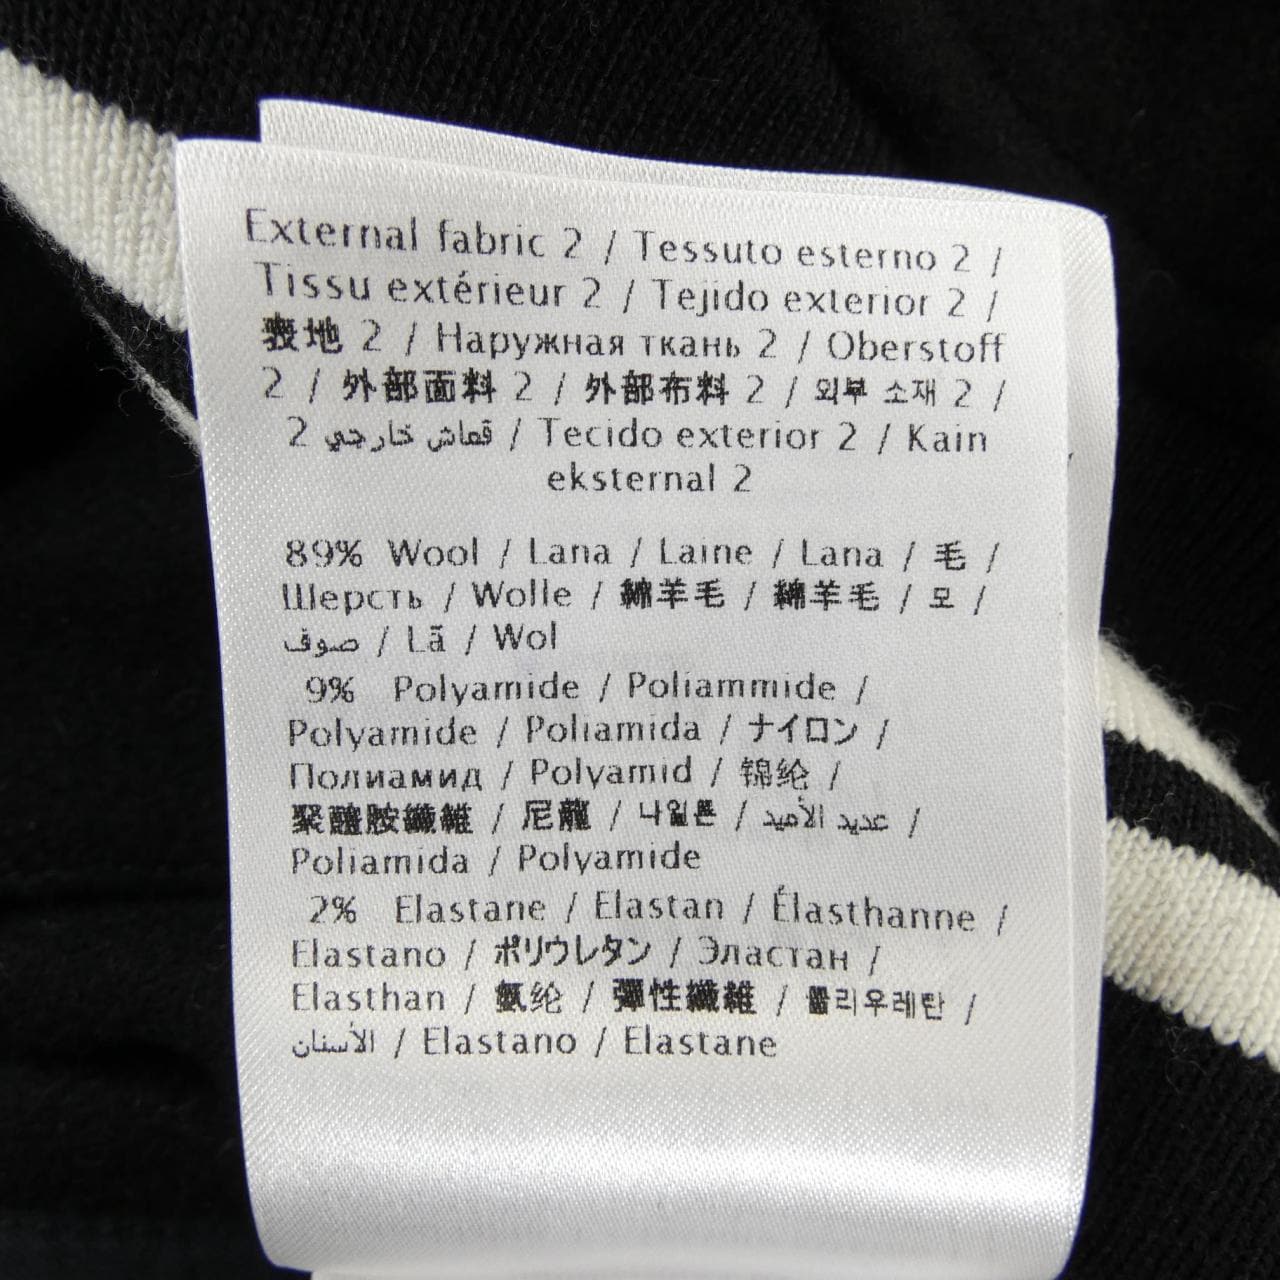 External fabric 2 / Tessuto esterno 2 /
Tissu extérieur 2 / Tejido exterior 2 /
表地 2 / Наружная ткань 2 / Oberstoff
2 / 外部面料 2 / 外部布料 2 / 외부 소재 2 /
قماش خارجي 2 / Tecido exterior 2 / Kain
eksternal 2
89% Wool / Lana / Laine / Lana / 毛 /
Шерсть / Wolle / 綿羊毛 / 綿羊毛 / 모 /
صوف / Lã / Wol
9% Polyamide / Poliammide /
Polyamide / Poliamida / ナイロン /
Полиамид / Polyamid / 锦纶 /
聚醯胺纖維 / 尼龍 / 나일론 / عديد الأميد /
Poliamida / Polyamide
2% Elastane / Elastan / Élasthanne /
Elastano / ポリウレタン / Эластан /
Elasthan / 氨纶 / 彈性纖維 / 폴리우레탄 /
الأستان / Elastano / Elastane